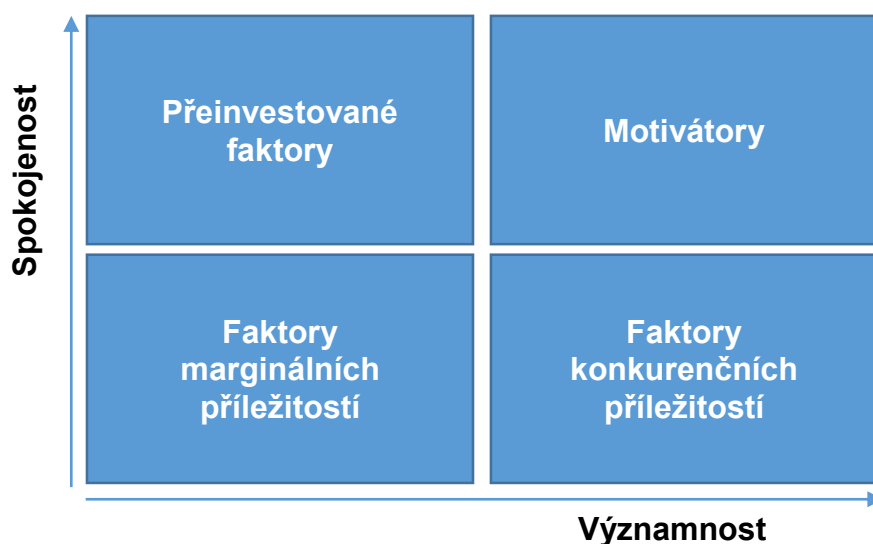 Spokojenost
Přeinvestované
faktory
Motivátory
Faktory
marginálních
příležitostí
Faktory
konkurenčních
příležitostí
Významnost